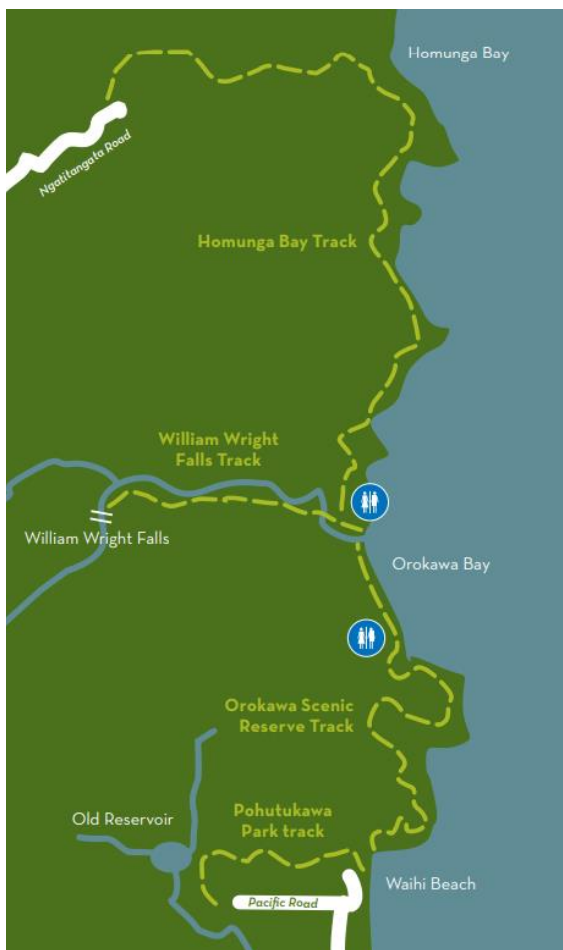 Homunga Bay
Ngatitangata Road
Homunga Bay Track
William Wright
Falls Track
William Wright Falls
Orokawa Bay
Orokawa Scenic
Reserve Track
Pohutukawa
Park track
Old Reservoir
Waihi Beach
Pacific Road